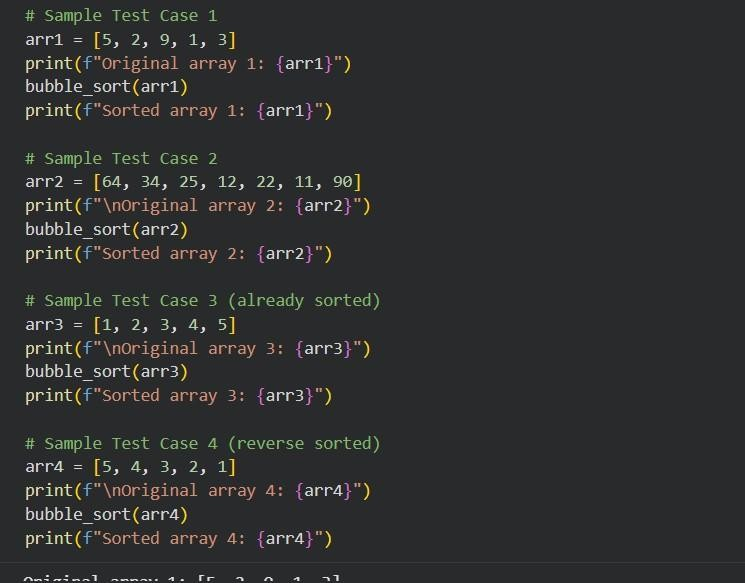 # Sample Test Case 1
arr1 = [5, 2, 9, 1, 3]
print(f"Original array 1: {arr1}")
bubble_sort(arr1)
print(f"Sorted array 1: {arr1}")
# Sample Test Case 2
arr2 = [64, 34, 25, 12, 22, 11, 90]
print(f"\nOriginal array 2: {arr2}")
bubble_sort(arr2)
print(f"Sorted array 2: {arr2}")
# Sample Test Case 3 (already sorted)
arr3 = [1, 2, 3, 4, 5]
print(f"\nOriginal array 3: {arr3}")
bubble_sort(arr3)
print(f"Sorted array 3: {arr3}")
# Sample Test Case 4 (reverse sorted)
arr4 = [5, 4, 3, 2, 1]
print(f"\nOriginal array 4: {arr4}")
bubble_sort(arr4)
print(f"Sorted array 4: {arr4}")
Original array 1: [5, 2, 9, 1, 3]